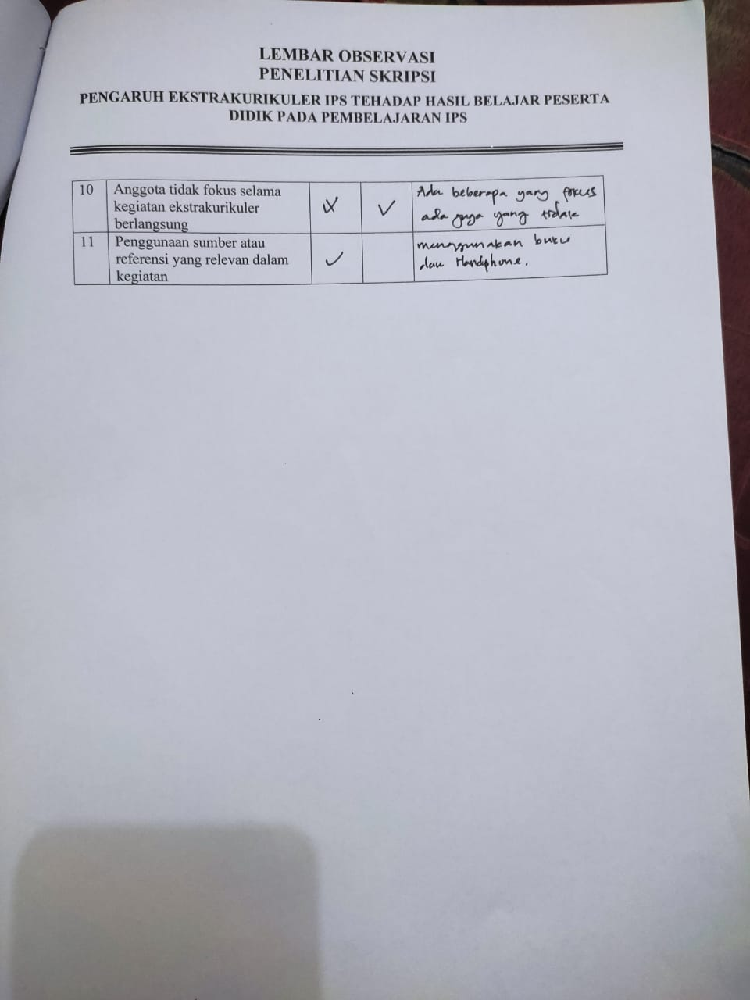 LEMBAR OBSERVASI
PENELITIAN SKRIPSI
PENGARUH EKSTRAKURIKULER IPS TEHADAP HASIL BELAJAR PESERTA
DIDIK PADA PEMBELAJARAN IPS
10 Anggota tidak fokus selama
kegiatan ekstrakurikuler
berlangsung
✓
Ada beberapa yang fokus
ada juga yang tidak
11 Penggunaan sumber atau
referensi yang relevan dalam
kegiatan
✓
menggunakan buku
dan Handphone.